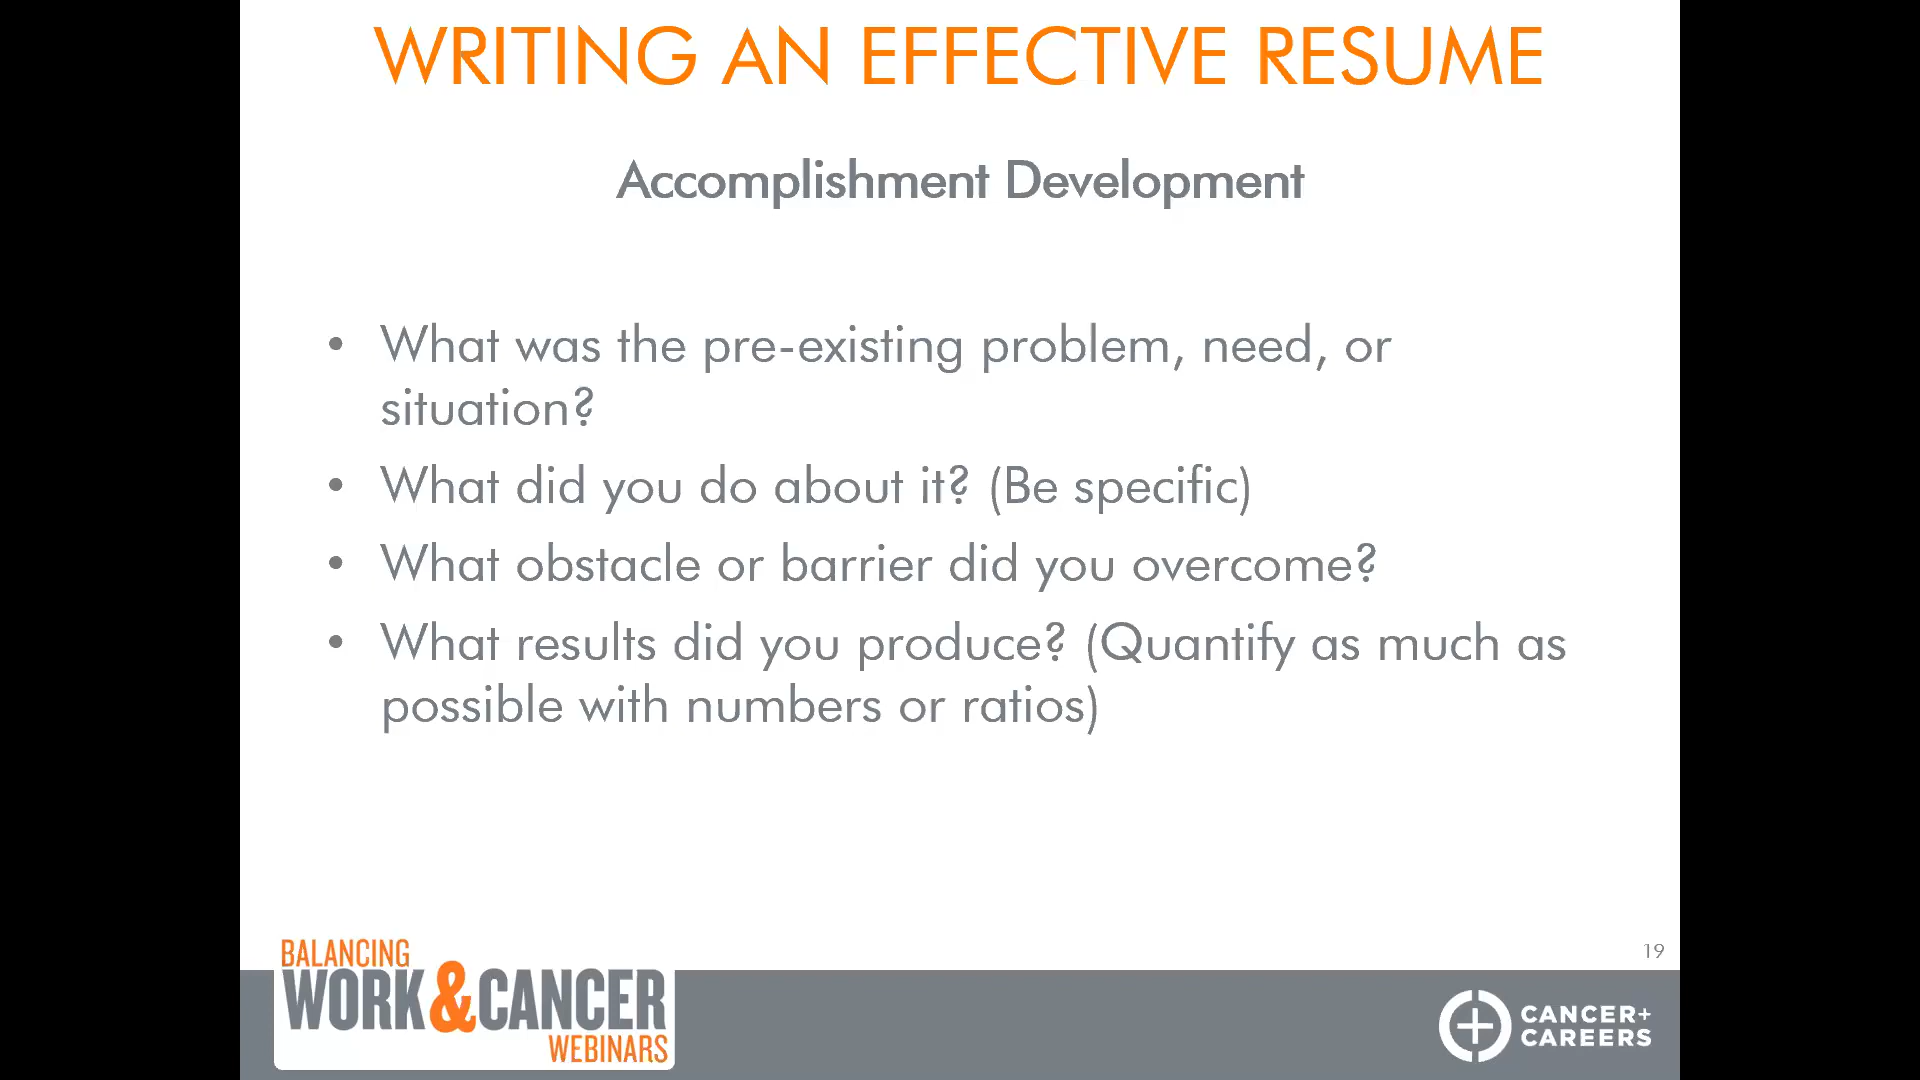 WRITING AN EFFECTIVE RESUME
Accomplishment Development
• What was the pre-existing problem, need, or
situation?
• What did you do about it? (Be specific)
• What obstacle or barrier did you overcome?
• What results did you produce? (Quantify as much as
possible with numbers or ratios)
19
BALANCING
WORK&CANCER
WEBINARS
CANCER+
CAREERS